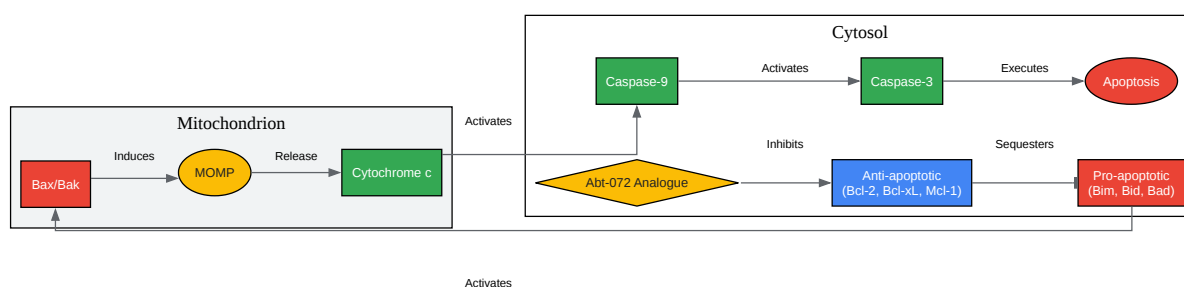 Cytosol
Caspase-9
Activates
Caspase-3
Executes
Apoptosis
Mitochondrion
Activates
Induces
Release
Bax/Bak
MOMP
Cytochrome c
Inhibits
Sequesters
Abt-072 Analogue
Anti-apoptotic
(Bcl-2, Bcl-xL, Mcl-1)
Pro-apoptotic
(Bim, Bid, Bad)
Activates